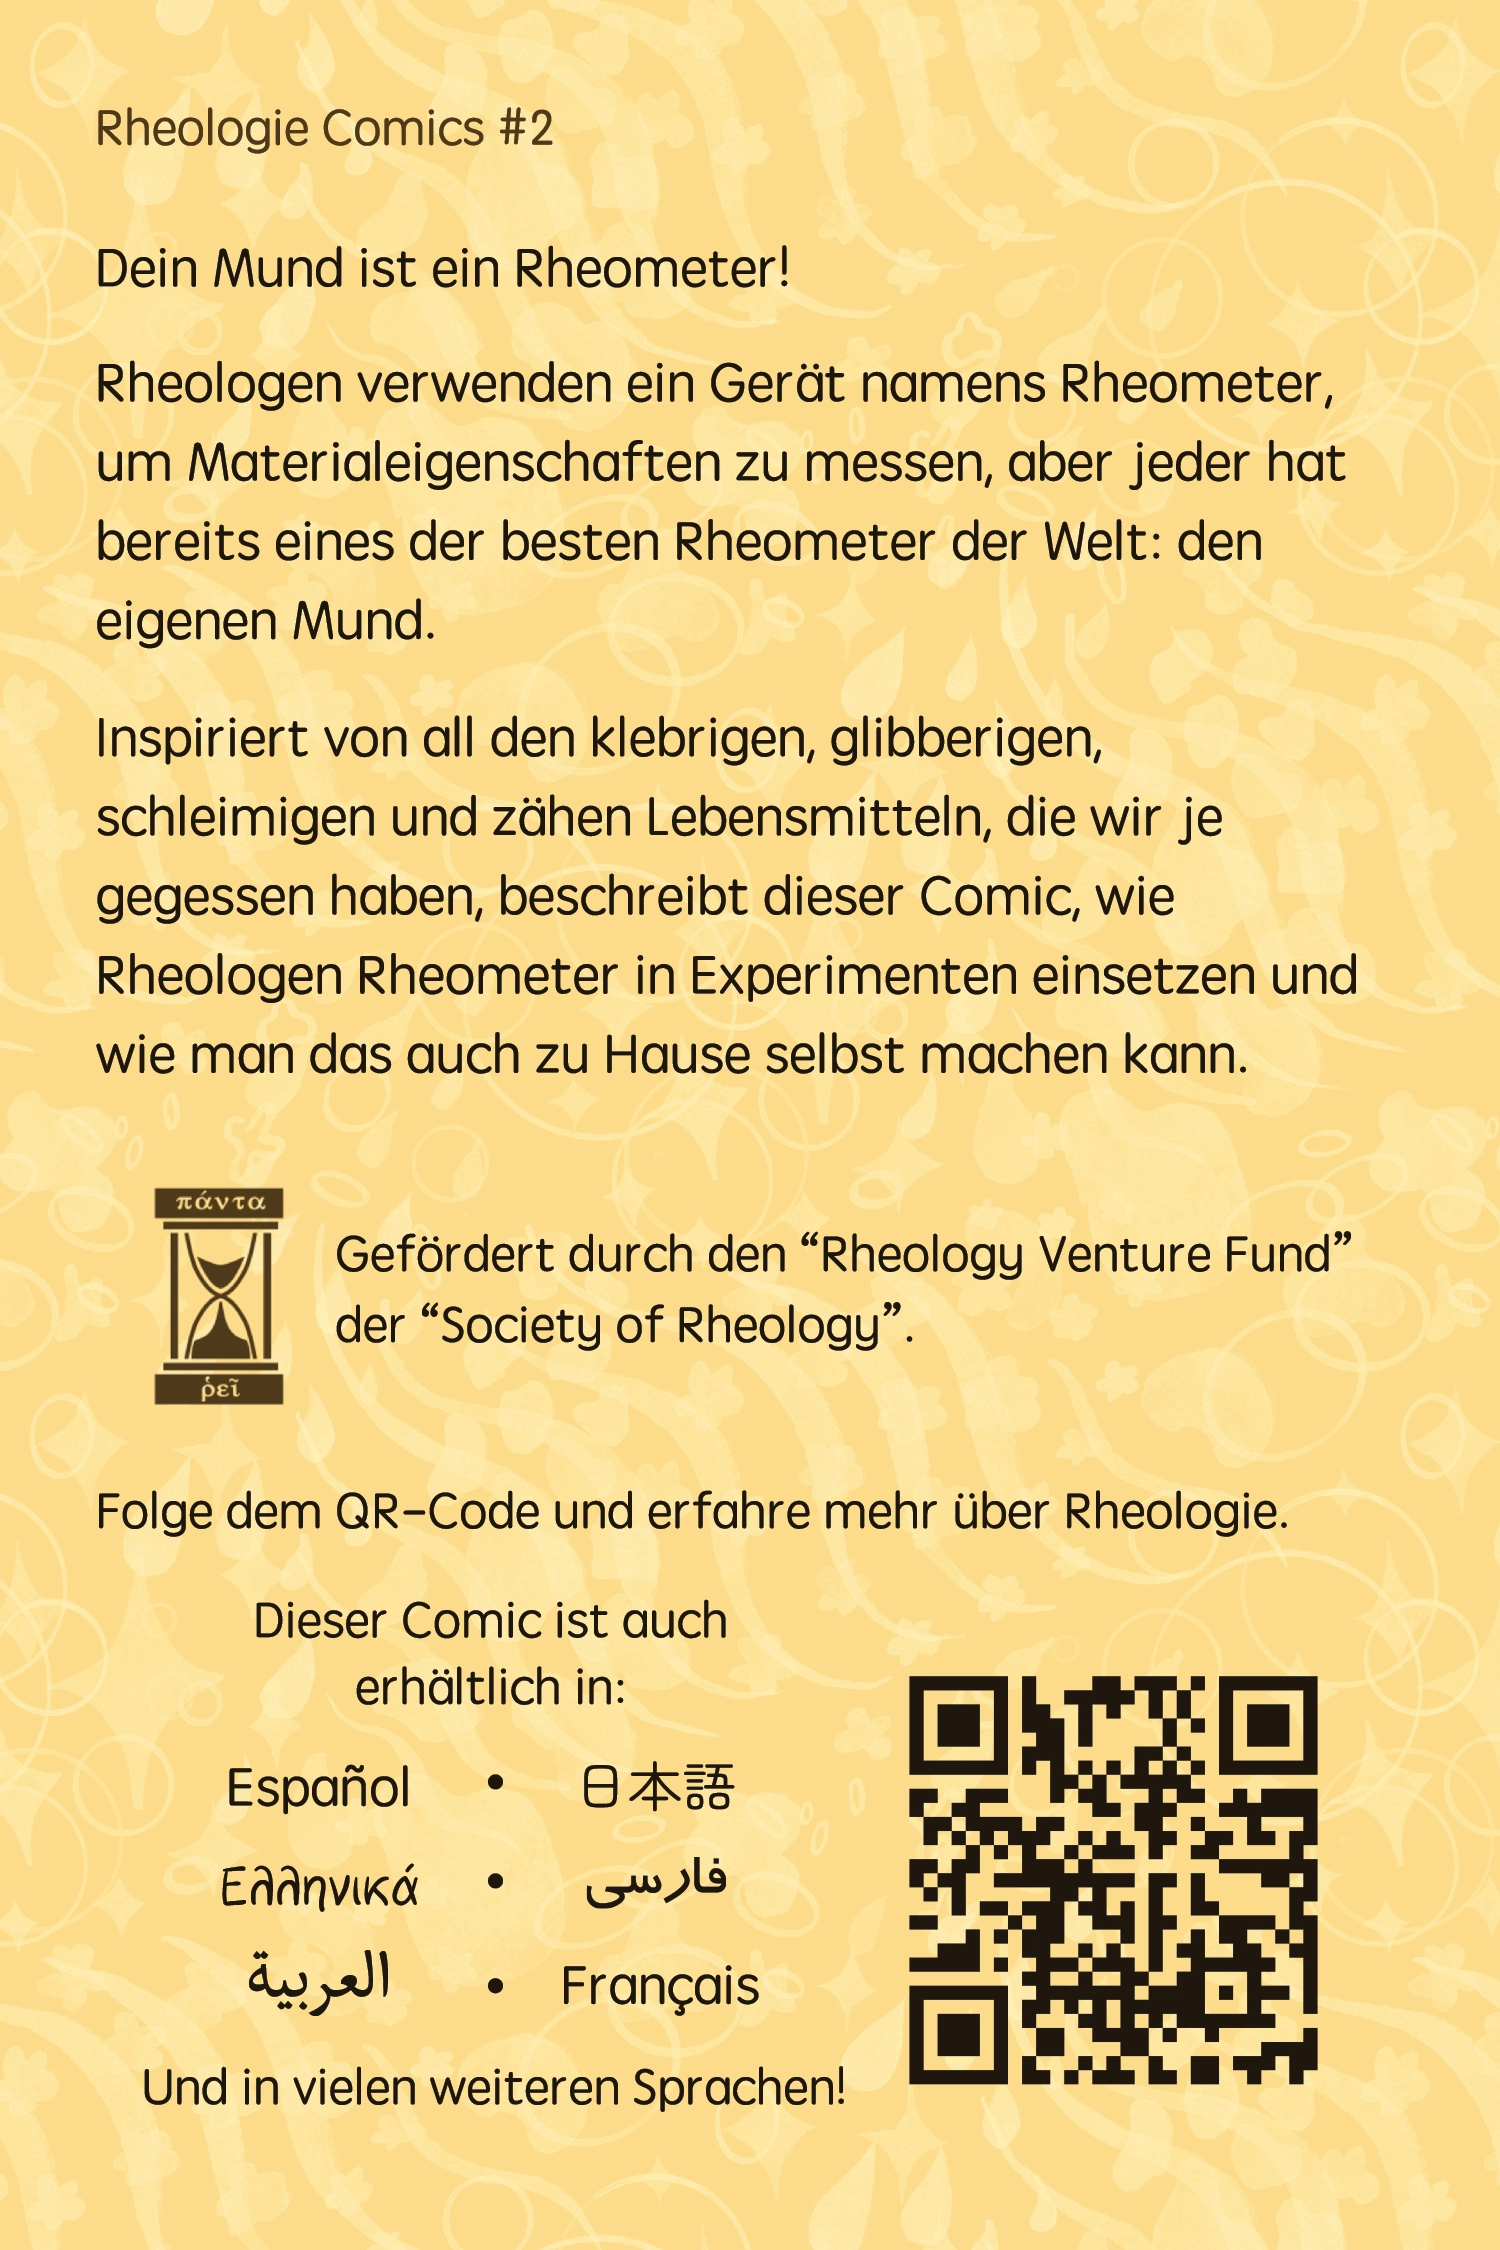 Rheologie Comics #2
Dein Mund ist ein Rheometer!
Rheologen verwenden ein Gerät namens Rheometer,
um Materialeigenschaften zu messen, aber jeder hat
bereits eines der besten Rheometer der Welt: den
eigenen Mund.
Inspiriert von all den klebrigen, glibberigen,
schleimigen und zähen Lebensmitteln, die wir je
gegessen haben, beschreibt dieser Comic, wie
Rheologen Rheometer in Experimenten einsetzen und
wie man das auch zu Hause selbst machen kann.
πάντα
ῥεῖ
Gefördert durch den “Rheology Venture Fund”
der “Society of Rheology”.
Folge dem QR-Code und erfahre mehr über Rheologie.
Dieser Comic ist auch
erhältlich in:
Español • 日本語
Ελληνικά • فارسی
العربية • Français
Und in vielen weiteren Sprachen!